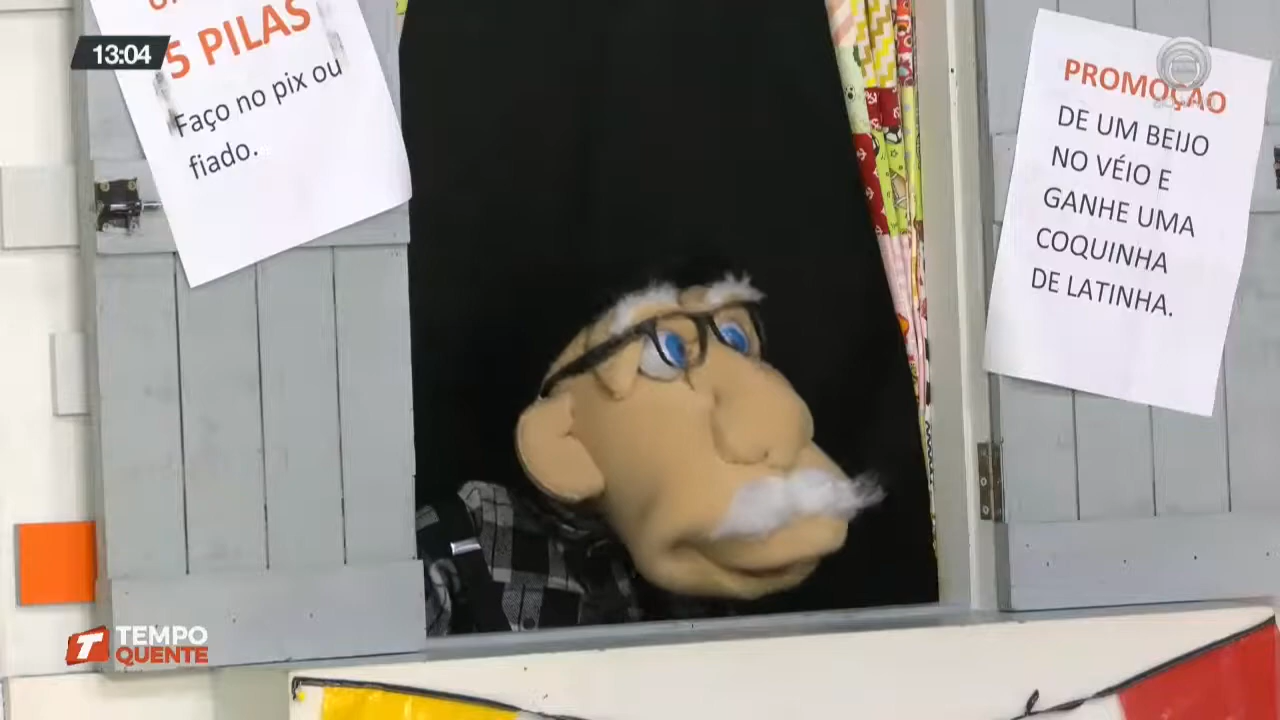 5 PILAS
Faço no pix ou
fiado.
13:04
PROMOÇÃO
DE UM BEIJO
NO VÉIO E
GANHE UMA
COQUINHA
DE LATINHA.
T TEMPO
QUENTE